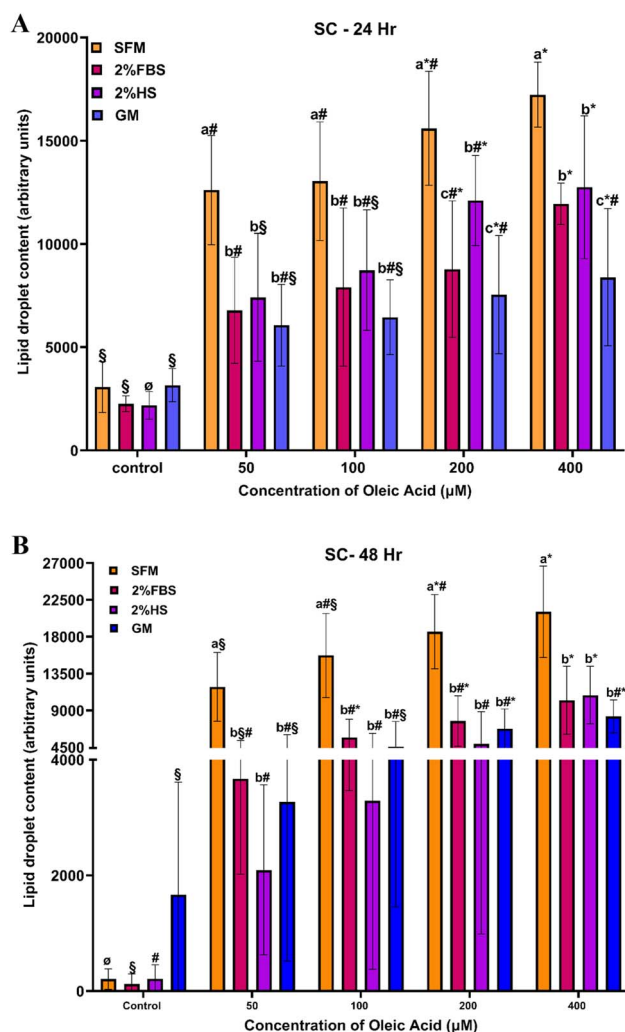 A
SC - 24 Hr
SFM
2%FBS
2%HS
GM
Lipid droplet content (arbitrary units)
20000
15000
10000
5000
0
§ § ø §
a# b# b§ b#§
a# b# b#§ b#§
a*# c#* b#* c*#
a* b* b* c*#
control 50 100 200 400
Concentration of Oleic Acid (µM)
B
SC- 48 Hr
SFM
2%FBS
2%HS
GM
Lipid droplet content (arbitrary units)
27000
22500
18000
13500
9000
4500
4000
2000
0
ø § # §
a§ b§# b# b#§
a#§ b#* b# b#§
a*# b#* b# b#*
a* b* b* b#*
Control 50 100 200 400
Concentration of Oleic Acid (µM)